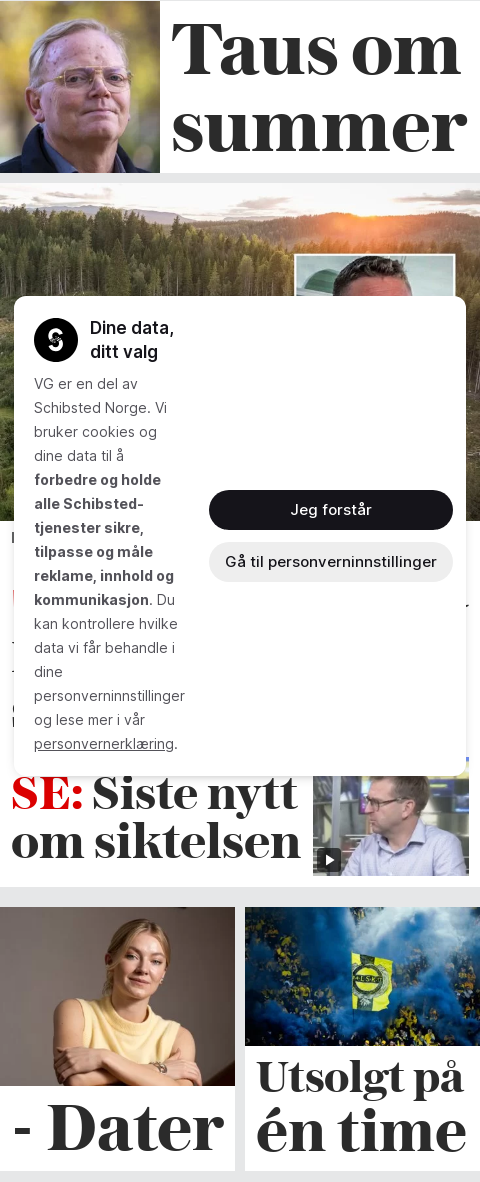 Taus om
summer
Dine data,
ditt valg
VG er en del av
Schibsted Norge. Vi
bruker cookies og
dine data til å
forbedre og holde
alle Schibsted-
tjenester sikre,
tilpasse og måle
reklame, innhold og
kommunikasjon. Du
kan kontrollere hvilke
data vi får behandle i
dine
personverninnstillinger
og lese mer i vår
personvernerklæring.
Jeg forstår
Gå til personverninnstillinger
SE: Siste nytt
om siktelsen
- Dater
Utsolgt på
én time